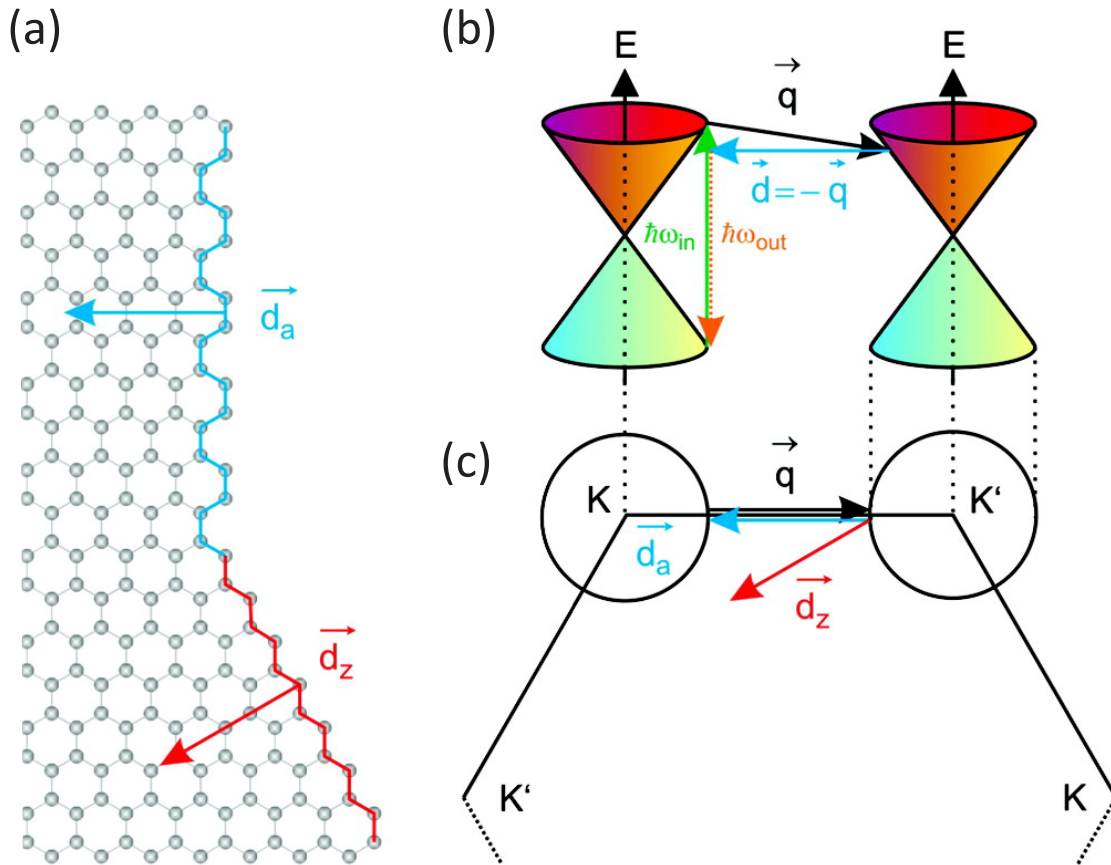 (a)
d_a
d_z
(b)
E
E
q
d = − q
ħω_in
ħω_out
(c)
K
q
K‘
d_a
d_z
K‘
K